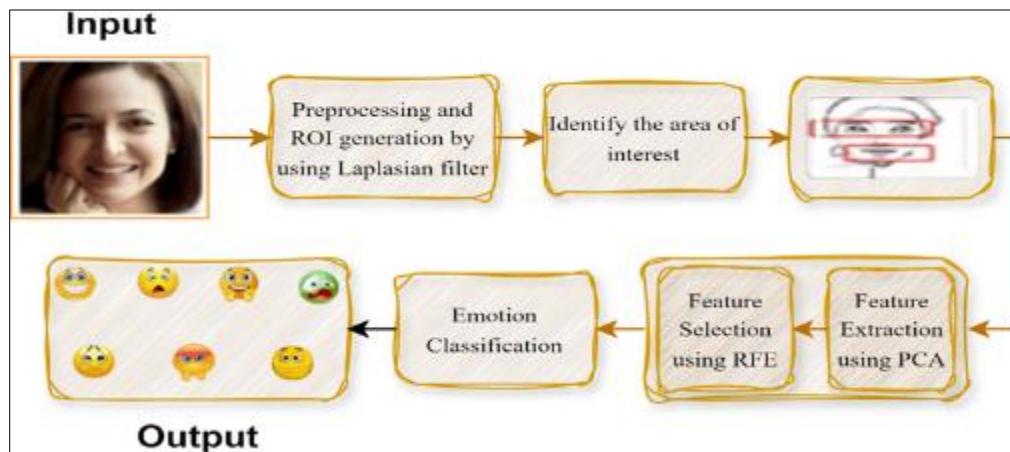 Input
Preprocessing and
ROI generation by
using Laplasian filter
Identify the area of
interest
Feature
Extraction
using PCA
Feature
Selection
using RFE
Emotion
Classification
Output